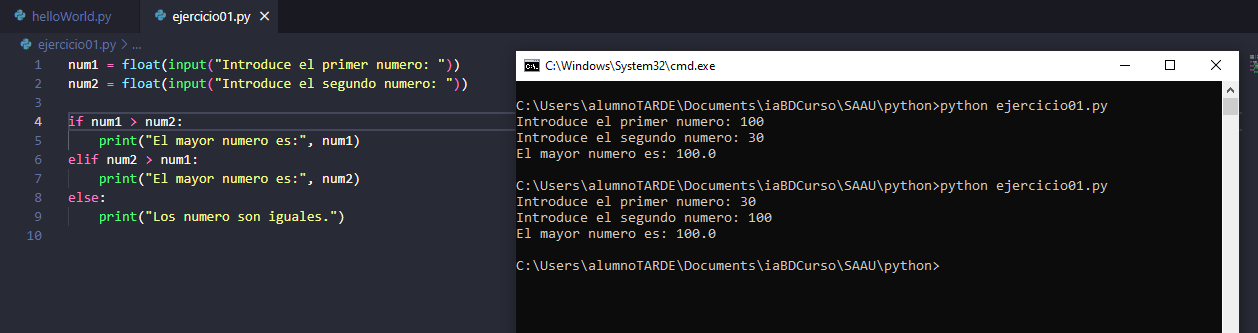 helloWorld.py
ejercicio01.py
ejercicio01.py > ...
1 num1 = float(input("Introduce el primer numero: "))
2 num2 = float(input("Introduce el segundo numero: "))
3
4 if num1 > num2:
5 print("El mayor numero es:", num1)
6 elif num2 > num1:
7 print("El mayor numero es:", num2)
8 else:
9 print("Los numero son iguales.")
10
C:\Windows\System32\cmd.exe
C:\Users\alumnoTARDE\Documents\iaBDCurso\SAAU\python>python ejercicio01.py
Introduce el primer numero: 100
Introduce el segundo numero: 30
El mayor numero es: 100.0
C:\Users\alumnoTARDE\Documents\iaBDCurso\SAAU\python>python ejercicio01.py
Introduce el primer numero: 30
Introduce el segundo numero: 100
El mayor numero es: 100.0
C:\Users\alumnoTARDE\Documents\iaBDCurso\SAAU\python>